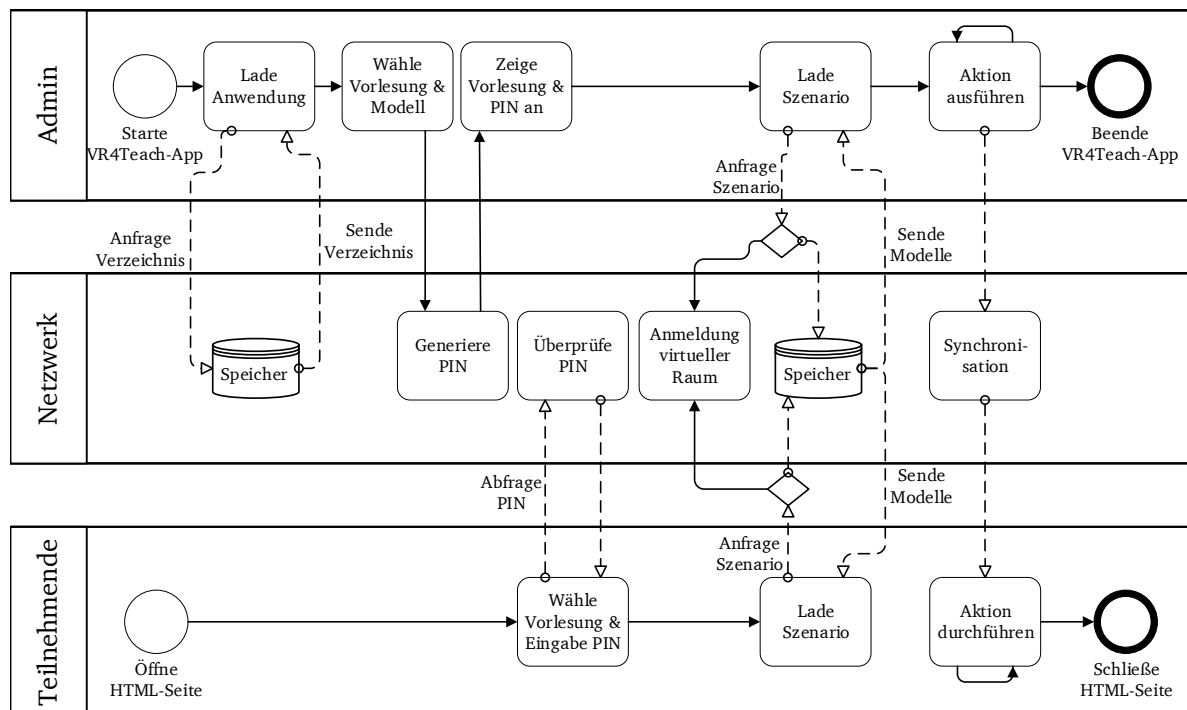 Admin
Starte
VR4Teach-App
Lade
Anwendung
Wähle
Vorlesung &
Modell
Zeige
Vorlesung &
PIN an
Lade
Szenario
Aktion
ausführen
Beende
VR4Teach-App
Anfrage
Szenario
Anfrage
Verzeichnis
Sende
Verzeichnis
Sende
Modelle
Netzwerk
Speicher
Generiere
PIN
Überprüfe
PIN
Anmeldung
virtueller
Raum
Speicher
Synchroni-
sation
Abfrage
PIN
Sende
Modelle
Anfrage
Szenario
Teilnehmende
Öffne
HTML-Seite
Wähle
Vorlesung &
Eingabe PIN
Lade
Szenario
Aktion
durchführen
Schließe
HTML-Seite